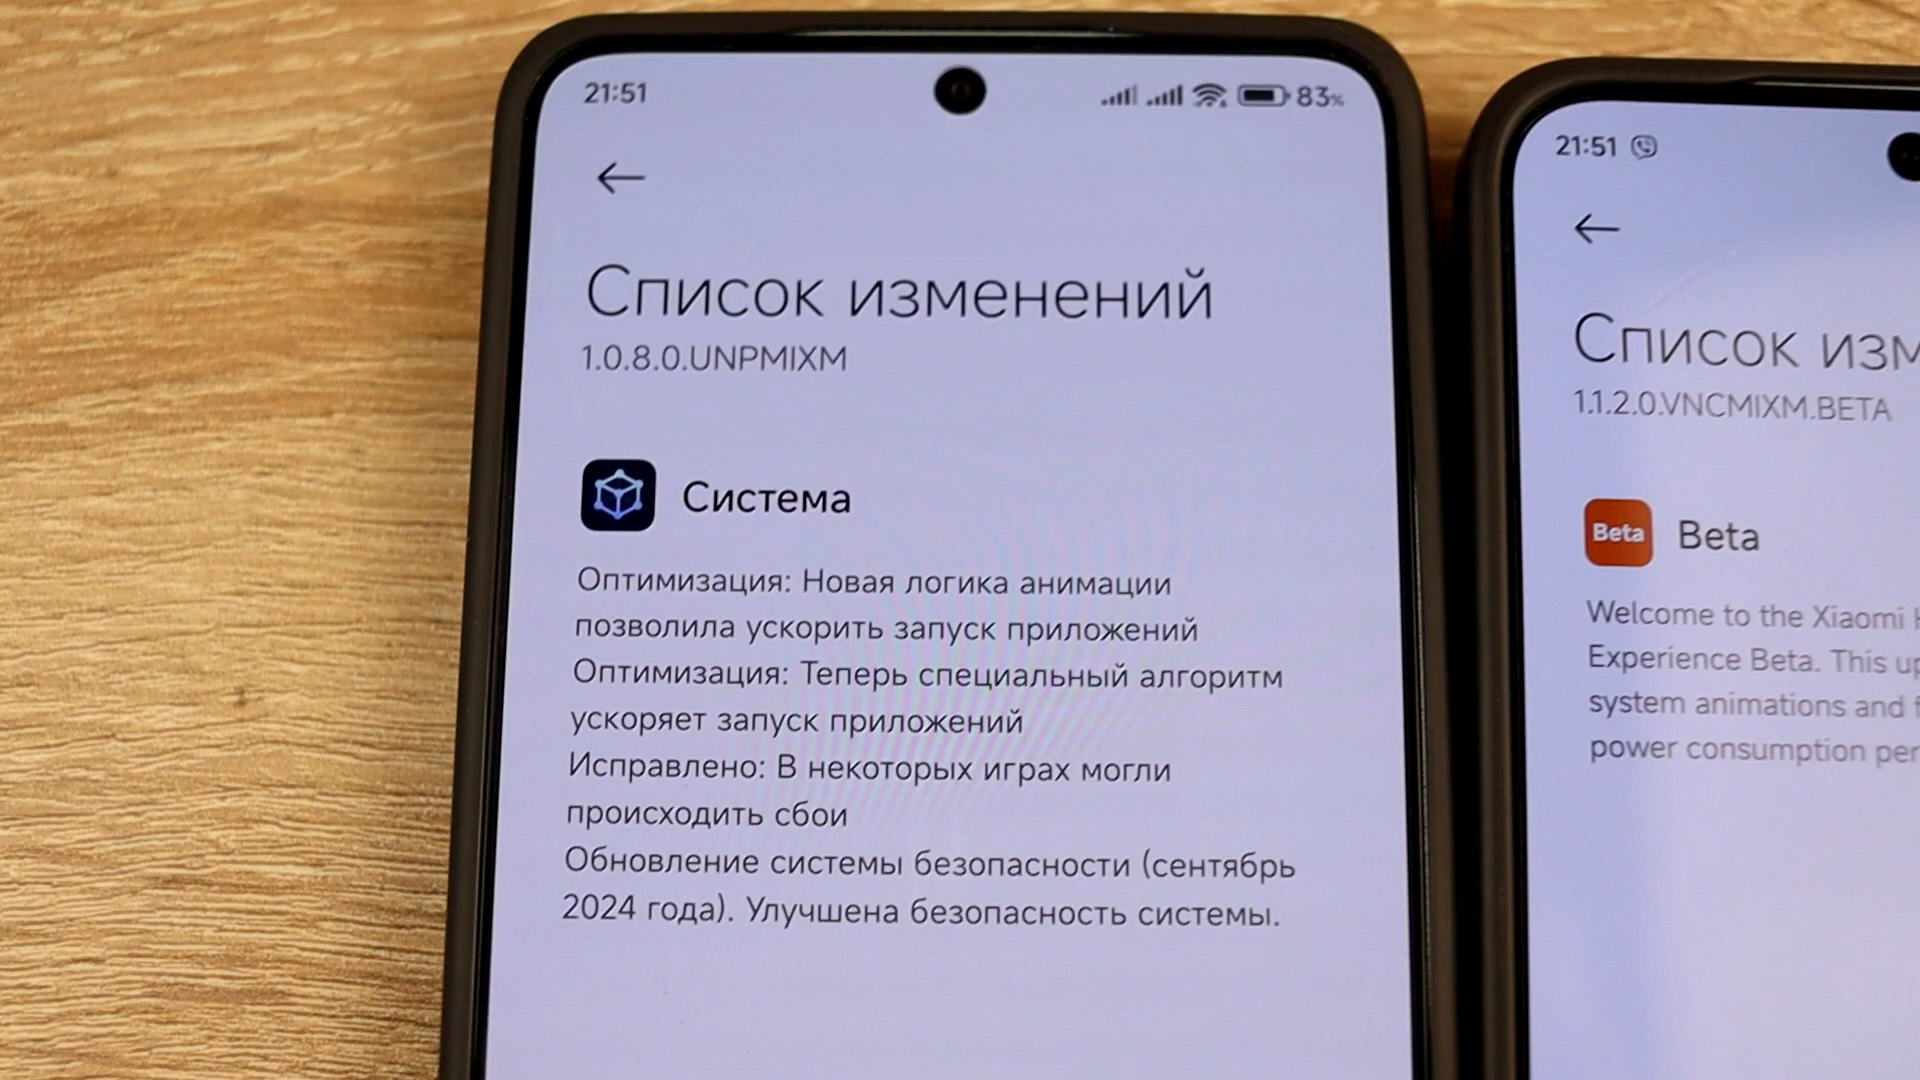 21:51
83%
Список изменений
1.0.8.0.UNPMIXM
Система
Оптимизация: Новая логика анимации
позволила ускорить запуск приложений
Оптимизация: Теперь специальный алгоритм
ускоряет запуск приложений
Исправлено: В некоторых играх могли
происходить сбои
Обновление системы безопасности (сентябрь
2024 года). Улучшена безопасность системы.
21:51
Список изм
1.1.2.0.VNCMIXM.BETA
Beta
Beta
Welcome to the Xiaomi
Experience Beta. This up
system animations and f
power consumption per